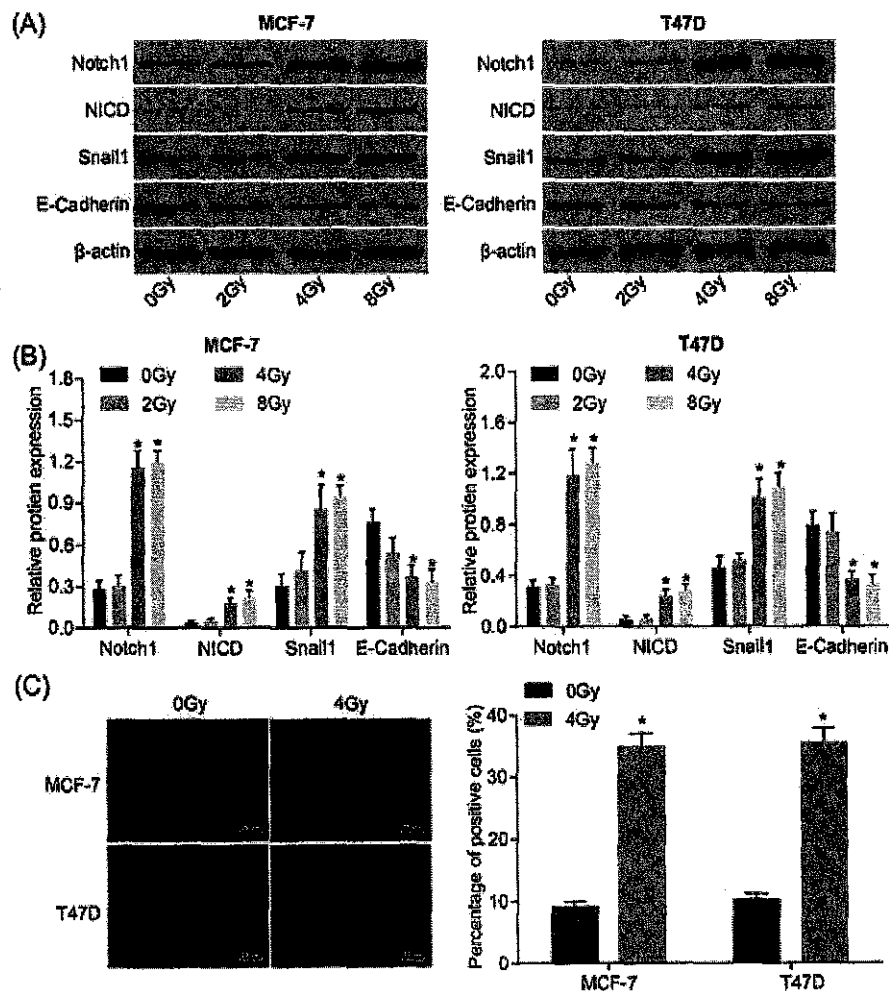 (A)
MCF-7
Notch1
NICD
Snail1
E-Cadherin
β-actin
0Gy 2Gy 4Gy 8Gy
T47D
Notch1
NICD
Snail1
E-Cadherin
β-actin
0Gy 2Gy 4Gy 8Gy
(B)
MCF-7
0Gy 4Gy
2Gy 8Gy
Relative protien expression
1.8
1.5
1.2
0.9
0.6
0.3
0.0
* * * * * * * *
Notch1 NICD Snail1 E-Cadherin
T47D
0Gy 4Gy
2Gy 8Gy
Relative protien expression
2.0
1.6
1.2
0.8
0.4
0.0
* * * * * * * *
Notch1 NICD Snail1 E-Cadherin
(C)
0Gy 4Gy
MCF-7
T47D
0Gy
4Gy
Percentage of positive cells (%)
40
30
20
10
0
* *
MCF-7 T47D